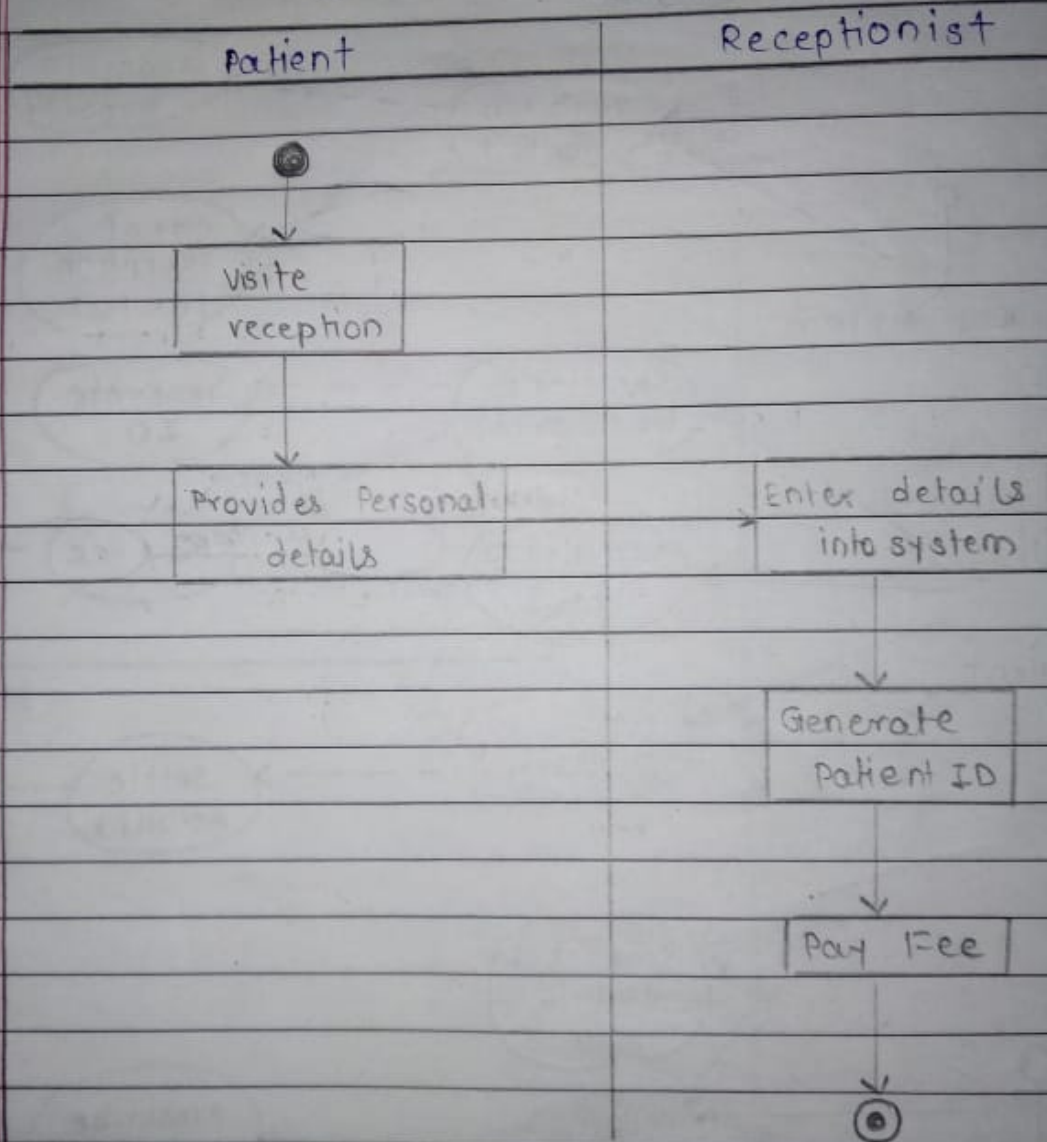 Patient
Receptionist
Visite
reception
Provides Personal
details
Enter details
into system
Generate
Patient ID
Pay Fee